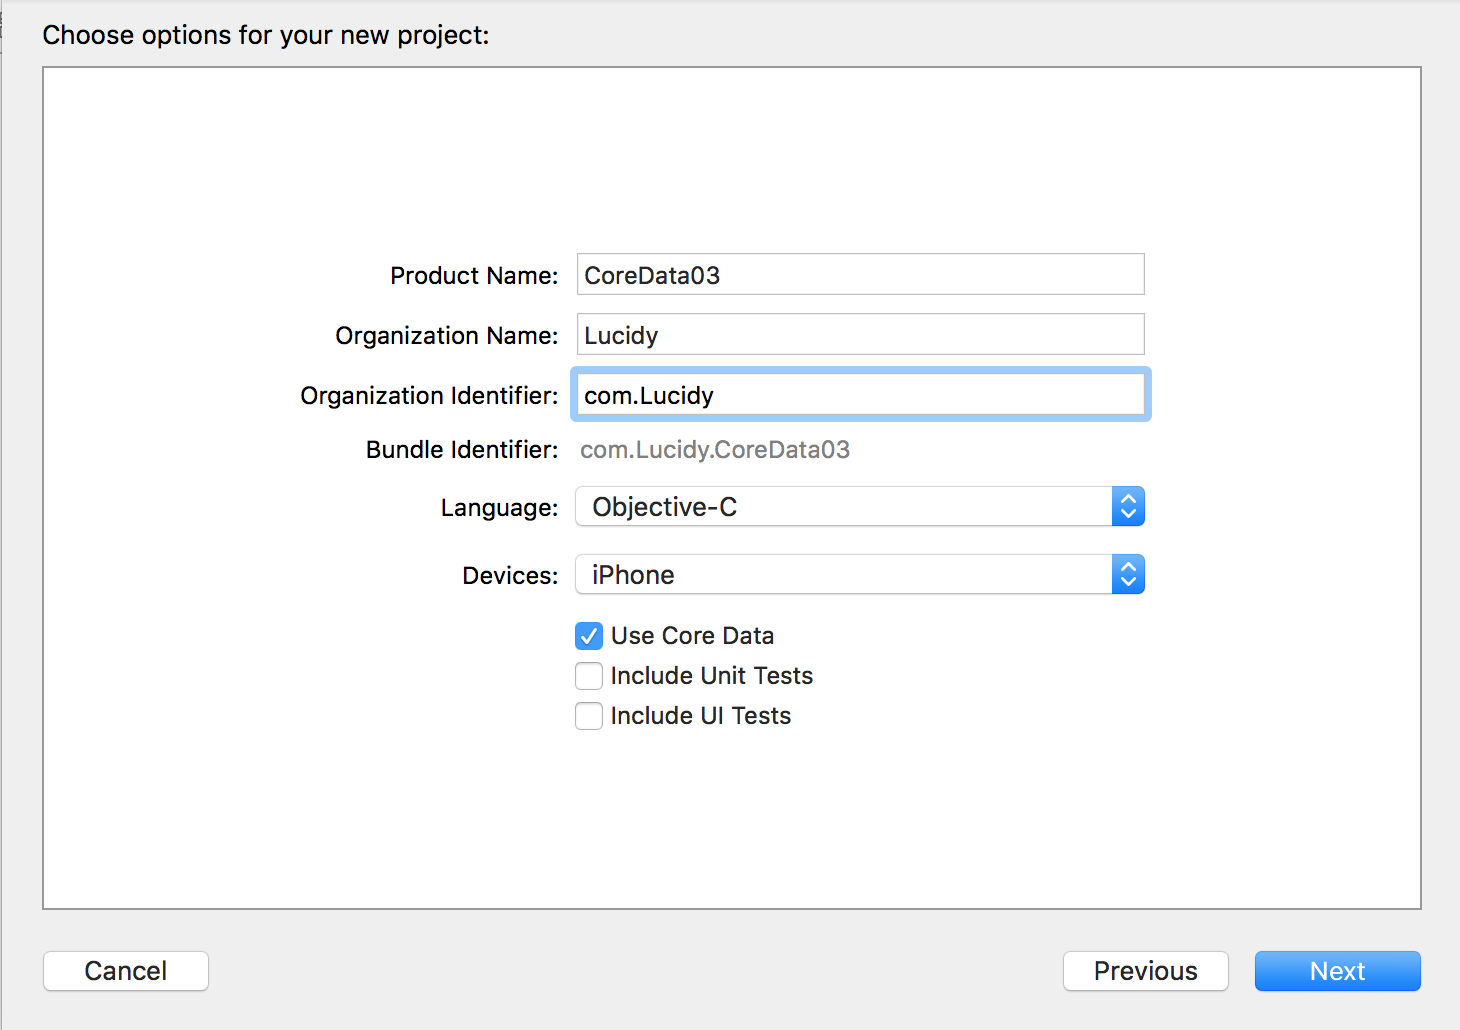 Choose options for your new project:
Product Name: CoreData03
Organization Name: Lucidy
Organization Identifier: com.Lucidy
Bundle Identifier: com.Lucidy.CoreData03
Language: Objective-C
Devices: iPhone
Use Core Data
Include Unit Tests
Include UI Tests
Cancel Previous Next